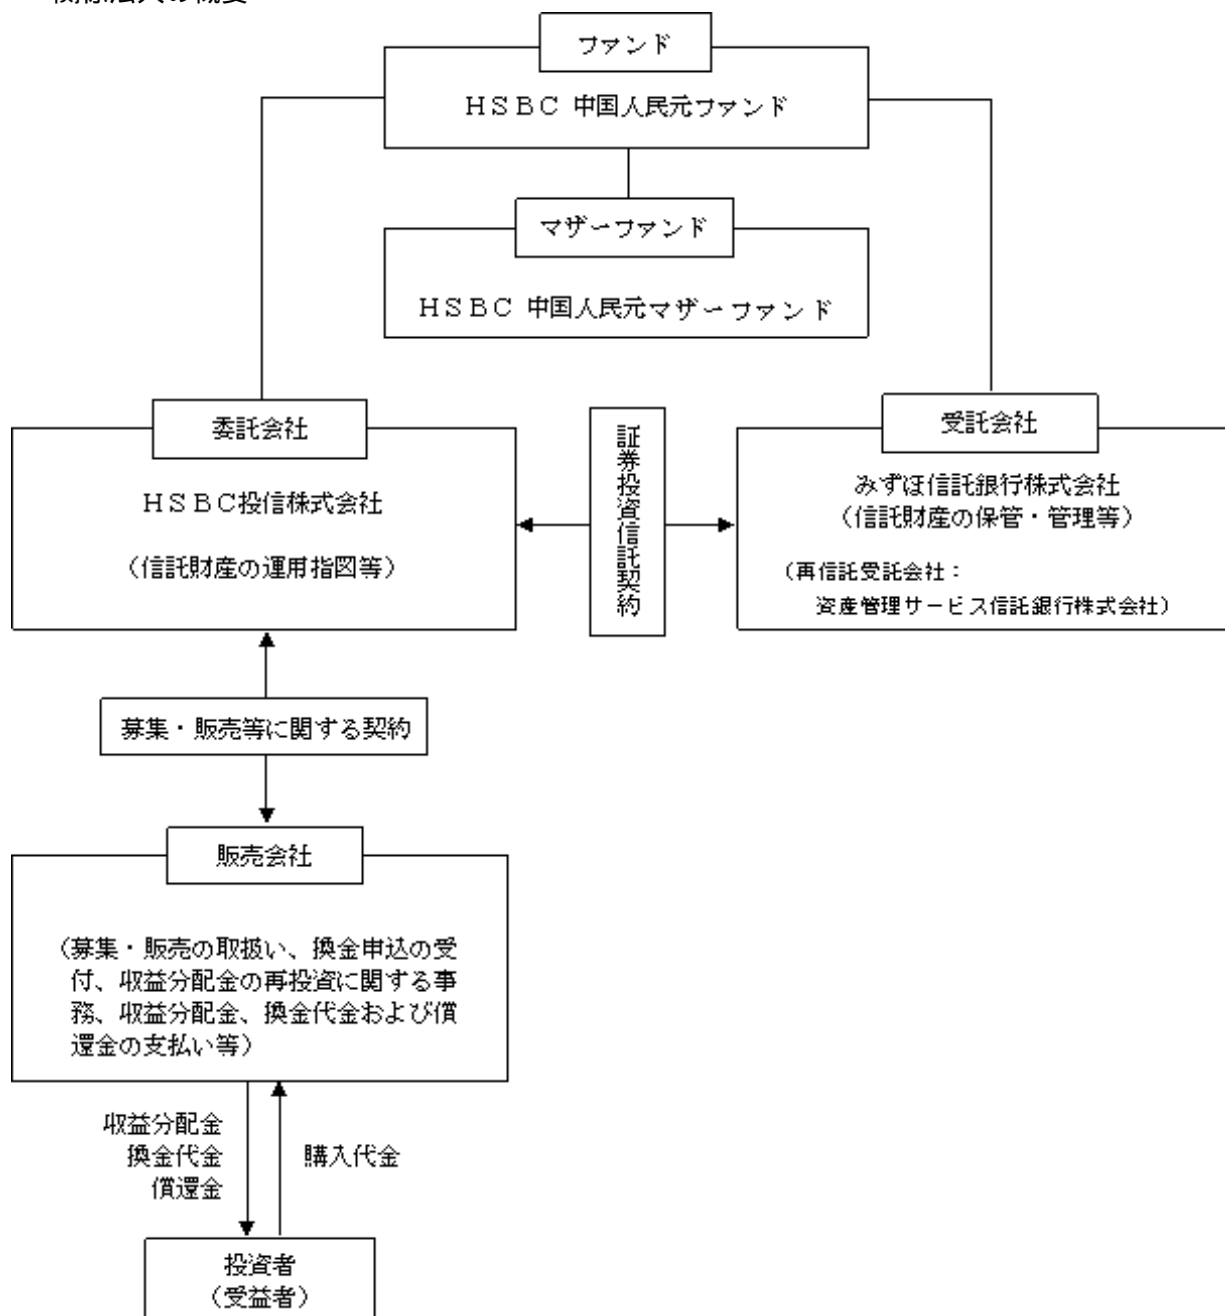 ファンド
HSBC 中国人民元ファンド
マザーファンド
HSBC 中国人民元マザーファンド
委託会社
HSBC投信株式会社
(信託財産の運用指図等)
証券投資信託契約
受託会社
みずほ信託銀行株式会社
(信託財産の保管・管理等)
(再信託受託会社:
資産管理サービス信託銀行株式会社)
募集・販売等に関する契約
販売会社
(募集・販売の取扱い、換金申込の受
付、収益分配金の再投資に関する事
務、収益分配金、換金代金および償
還金の支払い等)
収益分配金
換金代金
償還金
購入代金
投資者
(受益者)